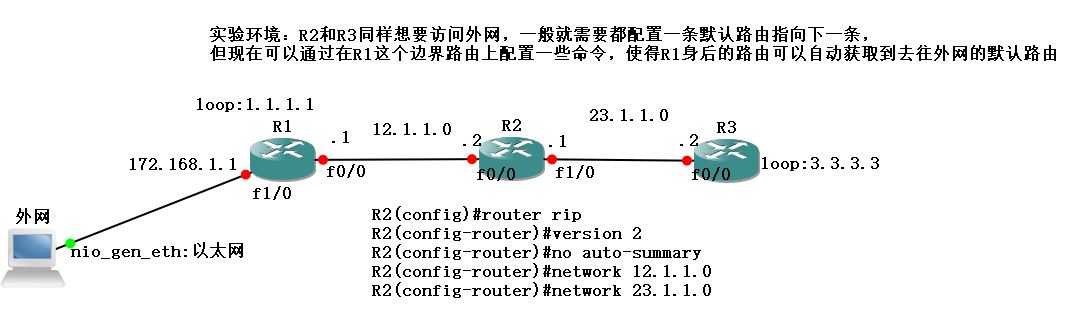 实验环境：R2和R3同样想要访问外网，一般就需要都配置一条默认路由指向下一条，
但现在可以通过在R1这个边界路由上配置一些命令，使得R1身后的路由可以自动获取到去往外网的默认路由
loop:1.1.1.1
R1
.1
12.1.1.0
.2
R2
.1
23.1.1.0
.2
R3
172.168.1.1
f1/0
f0/0
f0/0
f1/0
f0/0
loop:3.3.3.3
外网
nio_gen_eth:以太网
R2(config)#router rip
R2(config-router)#version 2
R2(config-router)#no auto-summary
R2(config-router)#network 12.1.1.0
R2(config-router)#network 23.1.1.0